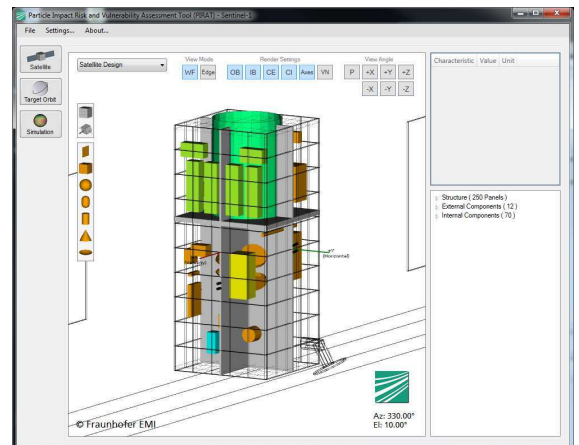 Particle Impact Risk and Vulnerability Assessment Tool (PIRAT) - Sentinel-1
File Settings... About...
Satellite
Target Orbit
Simulation
Satellite Design
View Mode
WF Edge
Render Settings
OB IB CE CI Axes VN
View Angle
P +X +Y +Z
-X -Y -Z
Characteristic Value Unit
Structure ( 250 Panels )
External Components ( 12 )
Internal Components ( 70 )
+Y
(Horizontal)
Az: 330.00°
El: 10.00°
© Fraunhofer EMI